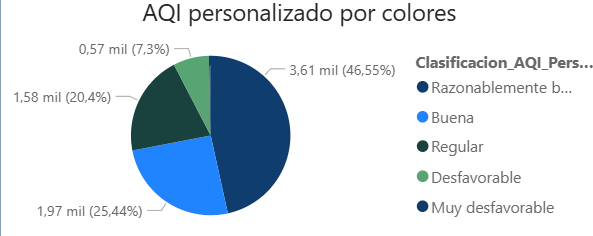 AQI personalizado por colores
0,57 mil (7,3%)
3,61 mil (46,55%)
1,58 mil (20,4%)
1,97 mil (25,44%)
Clasificacion_AQI_Pers...
Razonablemente b...
Buena
Regular
Desfavorable
Muy desfavorable